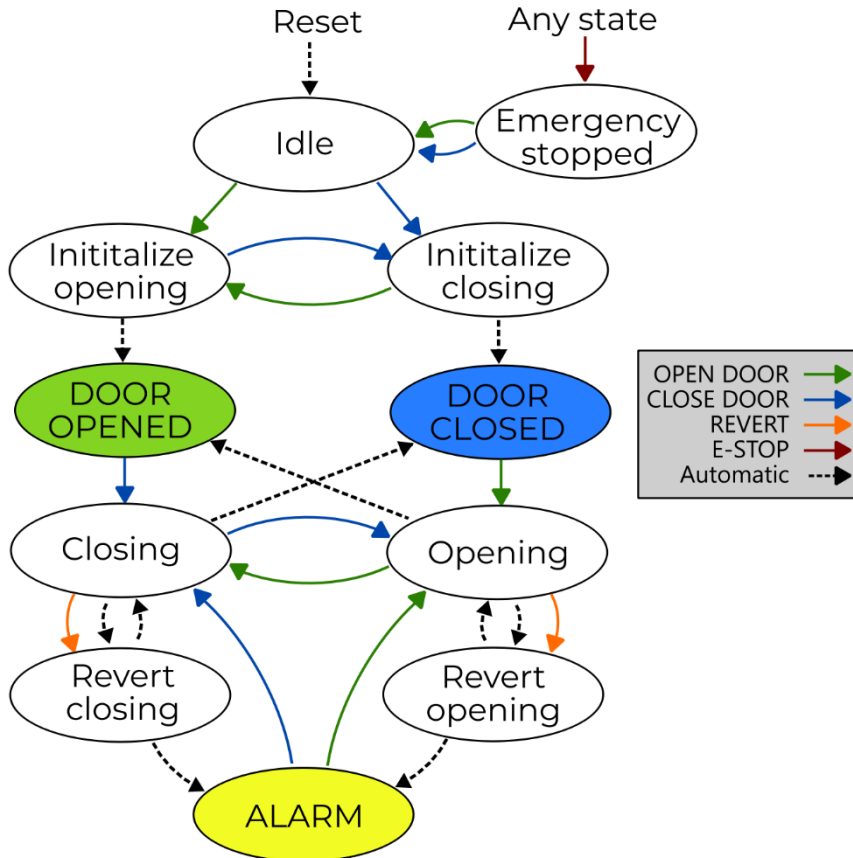 Reset
Any state
Idle
Emergency
stopped
Inititalize
opening
Inititalize
closing
DOOR
OPENED
DOOR
CLOSED
OPEN DOOR
CLOSE DOOR
REVERT
E-STOP
Automatic
Closing
Opening
Revert
closing
Revert
opening
ALARM